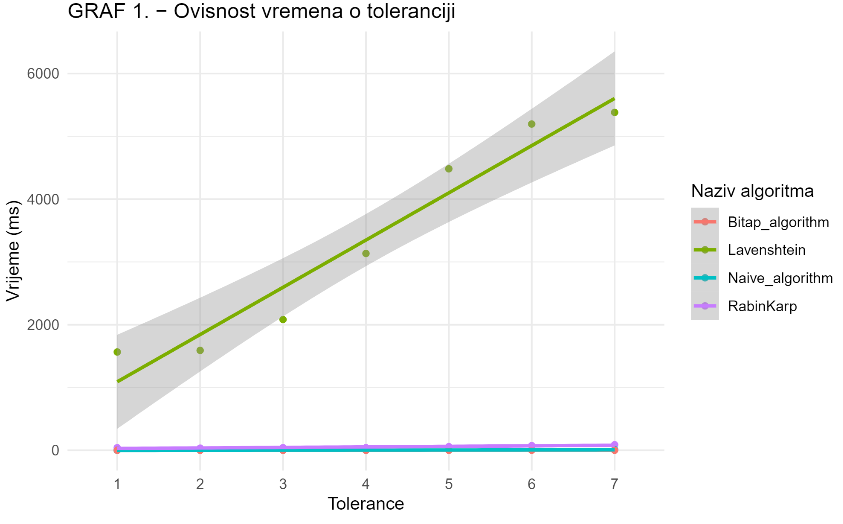 GRAF 1. − Ovisnost vremena o toleranciji
Vrijeme (ms)
6000
4000
2000
0
1 2 3 4 5 6 7
Tolerance
Naziv algoritma
Bitap_algorithm
Lavenshtein
Naive_algorithm
RabinKarp